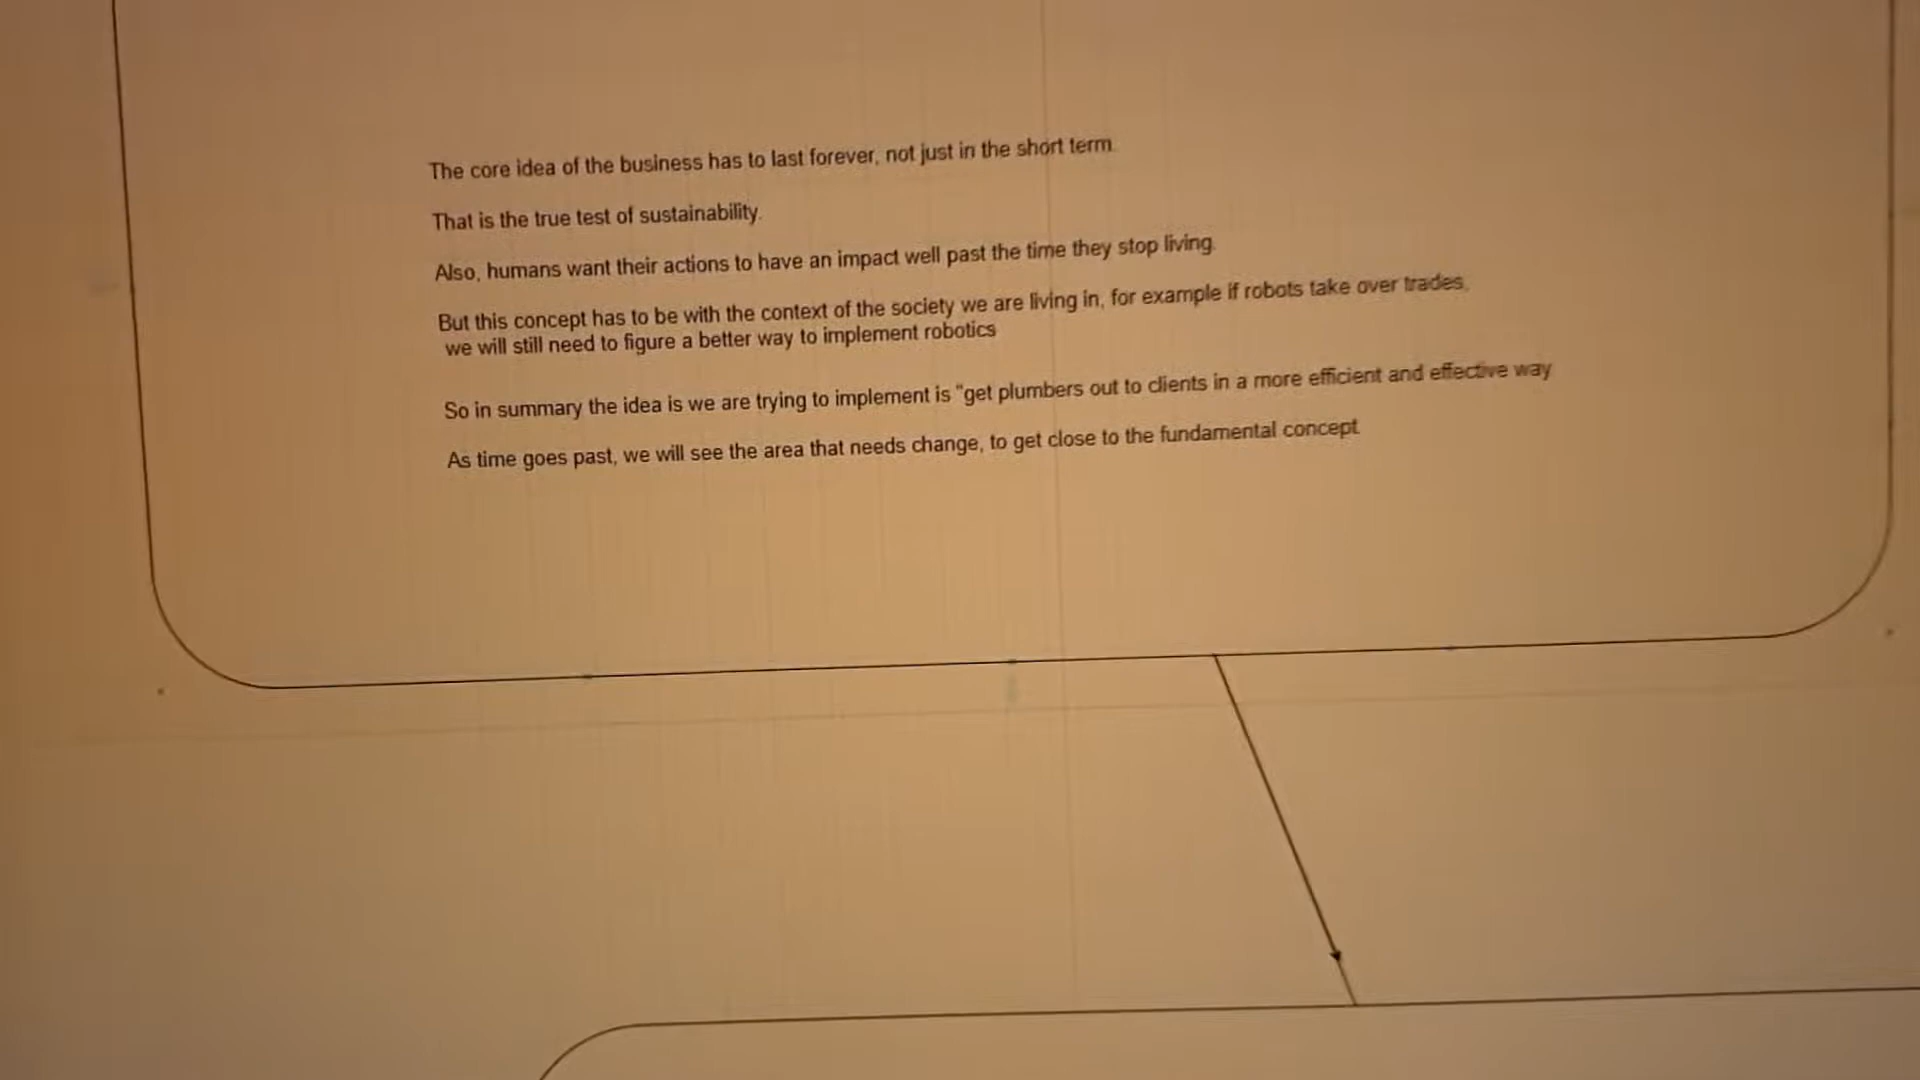 The core idea of the business has to last forever, not just in the short term.
That is the true test of sustainability.
Also, humans want their actions to have an impact well past the time they stop living.
But this concept has to be with the context of the society we are living in, for example if robots take over trades,
we will still need to figure a better way to implement robotics
So in summary the idea is we are trying to implement is "get plumbers out to clients in a more efficient and effective way
As time goes past, we will see the area that needs change, to get close to the fundamental concept.